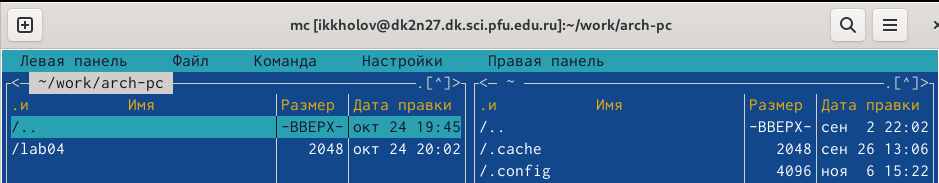 mc [ikkholov@dk2n27.dk.sci.pfu.edu.ru]:~/work/arch-pc
Левая панель Файл Команда Настройки Правая панель
<— ~/work/arch-pc .[^]> <— ~ .[^]>
.и Имя Размер Дата правки .и Имя Размер Дата правки
/.. -ВВЕРХ- окт 24 19:45 /.. -ВВЕРХ- сен 2 22:02
/lab04 2048 окт 24 20:02 /.cache 2048 сен 26 13:06
/.config 4096 ноя 6 15:22